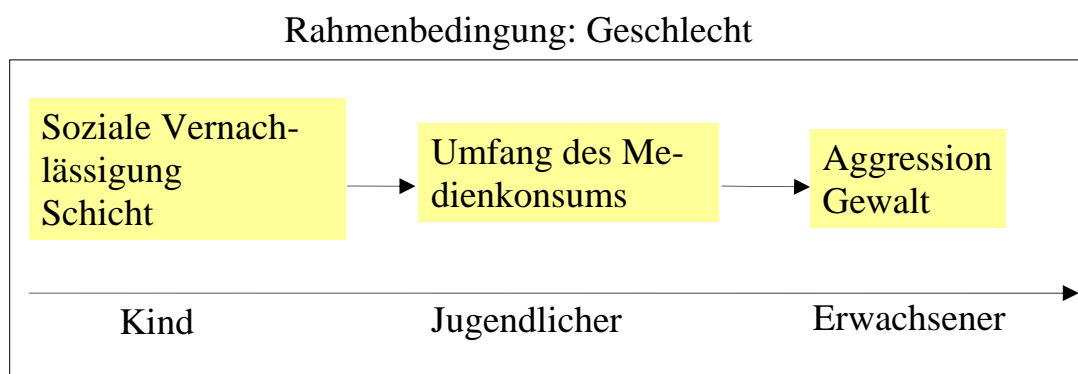 Rahmenbedingung: Geschlecht
Soziale Vernach-
lässigung
Schicht
Umfang des Me-
dienkonsums
Aggression
Gewalt
Kind
Jugendlicher
Erwachsener